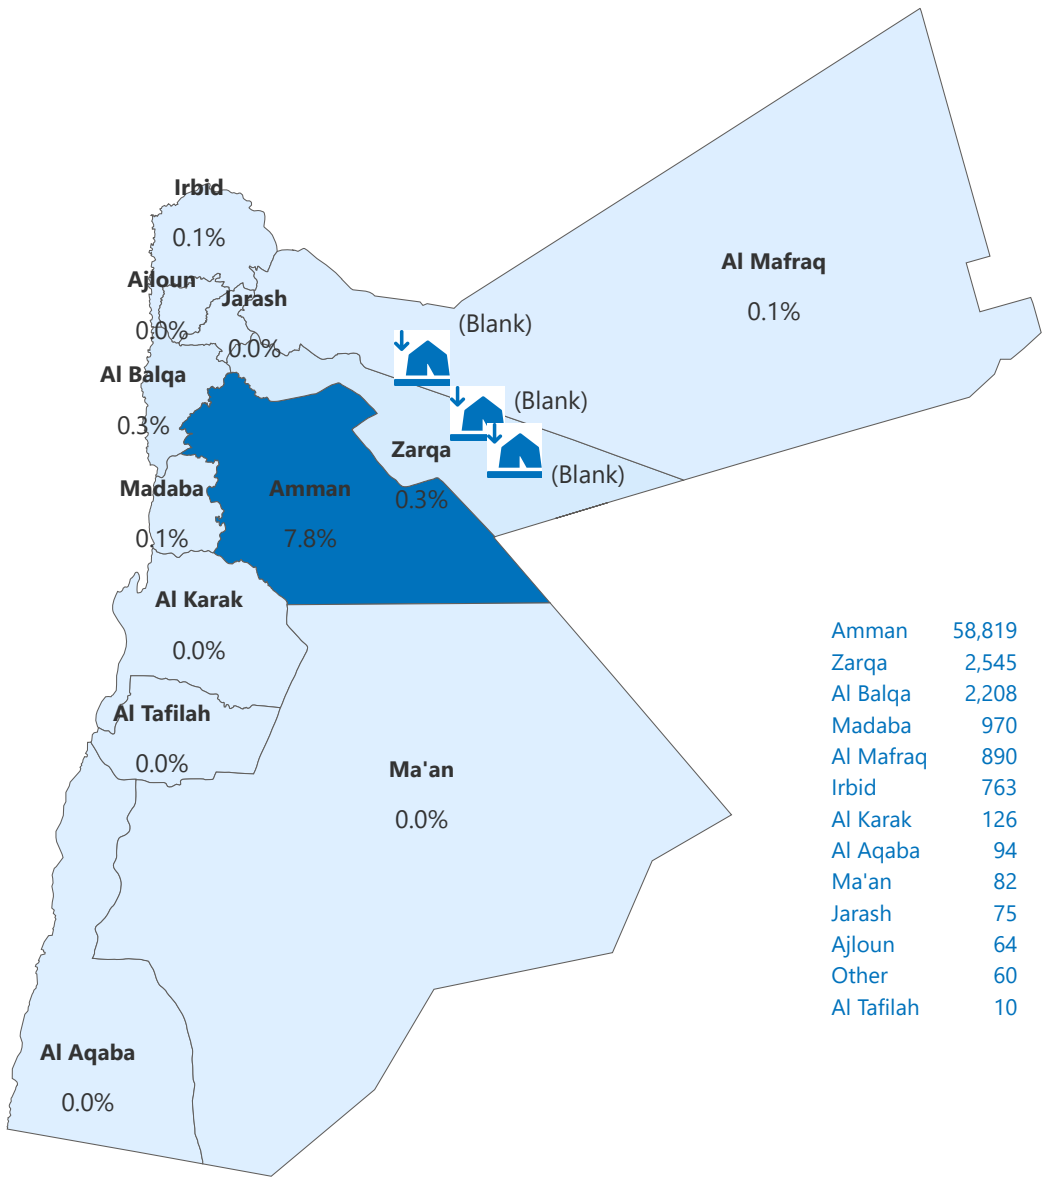 Irbid
0.1%
Ajloun
0.0%
Jarash
0.0%
Al Mafraq
0.1%
(Blank)
(Blank)
(Blank)
Al Balqa
0.3%
Zarqa
0.3%
Madaba
0.1%
Amman
7.8%
Al Karak
0.0%
Al Tafilah
0.0%
Ma'an
0.0%
Al Aqaba
0.0%
Amman 58,819
Zarqa 2,545
Al Balqa 2,208
Madaba 970
Al Mafraq 890
Irbid 763
Al Karak 126
Al Aqaba 94
Ma'an 82
Jarash 75
Ajloun 64
Other 60
Al Tafilah 10